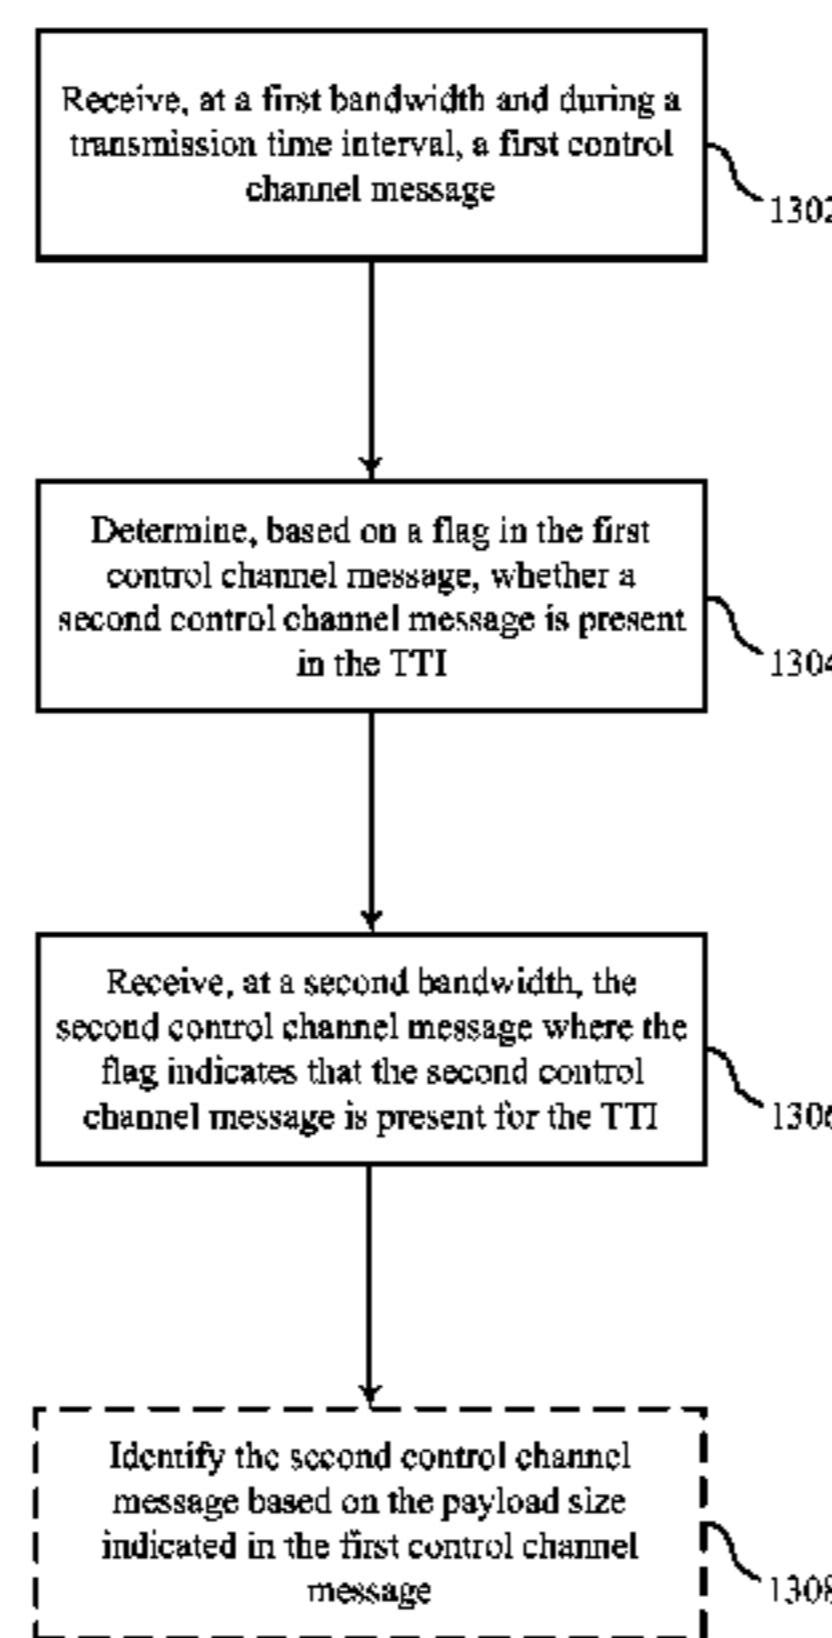 Receive, at a first bandwidth and during a
transmission time interval, a first control
channel message
1302
Determine, based on a flag in the first
control channel message, whether a
second control channel message is present
in the TTI
1304
Receive, at a second bandwidth, the
second control channel message where the
flag indicates that the second control
channel message is present for the TTI
1306
Identify the second control channel
message based on the payload size
indicated in the first control channel
message
1308